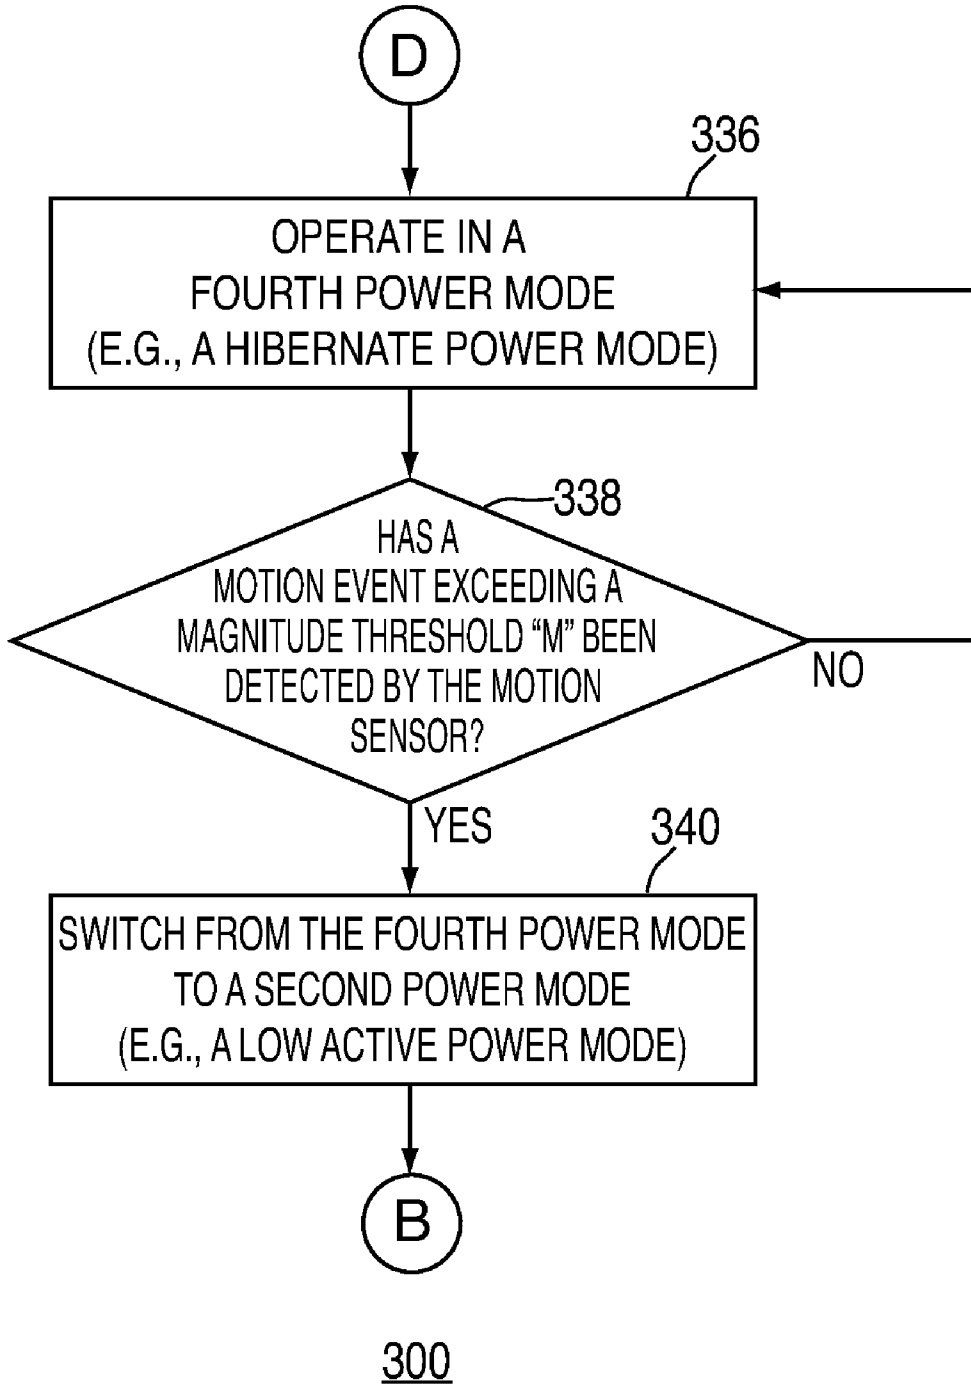 D
336
OPERATE IN A
FOURTH POWER MODE
(E.G., A HIBERNATE POWER MODE)
338
HAS A
MOTION EVENT EXCEEDING A
MAGNITUDE THRESHOLD “M” BEEN
DETECTED BY THE MOTION
SENSOR?
NO
YES
340
SWITCH FROM THE FOURTH POWER MODE
TO A SECOND POWER MODE
(E.G., A LOW ACTIVE POWER MODE)
B
300